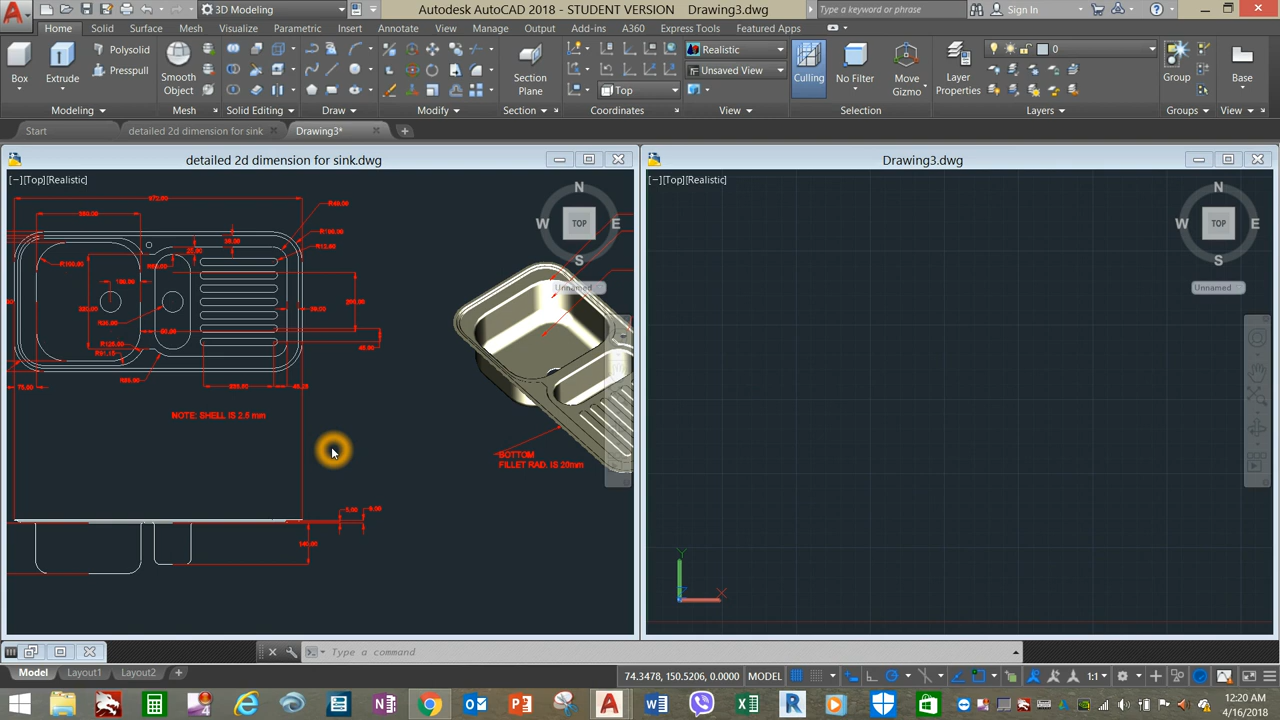 Autodesk AutoCAD 2018 - STUDENT VERSION Drawing3.dwg
3D Modeling
Type a keyword or phrase
Sign In
Home Solid Surface Mesh Visualize Parametric Insert Annotate View Manage Output Add-ins A360 Express Tools Featured Apps
Box
Extrude
Polysolid
Presspull
Smooth Object
Section Plane
Realistic
Unsaved View
Top
Culling
No Filter
Move Gizmo
Layer Properties
0
Group
Base
Modeling
Mesh
Solid Editing
Draw
Modify
Section
Coordinates
View
Selection
Layers
Groups
View
Start
detailed 2d dimension for sink
Drawing3*
detailed 2d dimension for sink.dwg
Drawing3.dwg
[−][Top][Realistic]
[−][Top][Realistic]
N
W
TOP
E
S
Unnamed
N
W
TOP
E
S
Unnamed
NOTE: SHELL IS 2.5 mm
BOTTOM
FILLET RAD. IS 20mm
140.00
5.00
Y
X
Type a command
Model
Layout1
Layout2
74.3478, 150.5206, 0.0000
MODEL
1:1
12:20 AM
4/16/2018